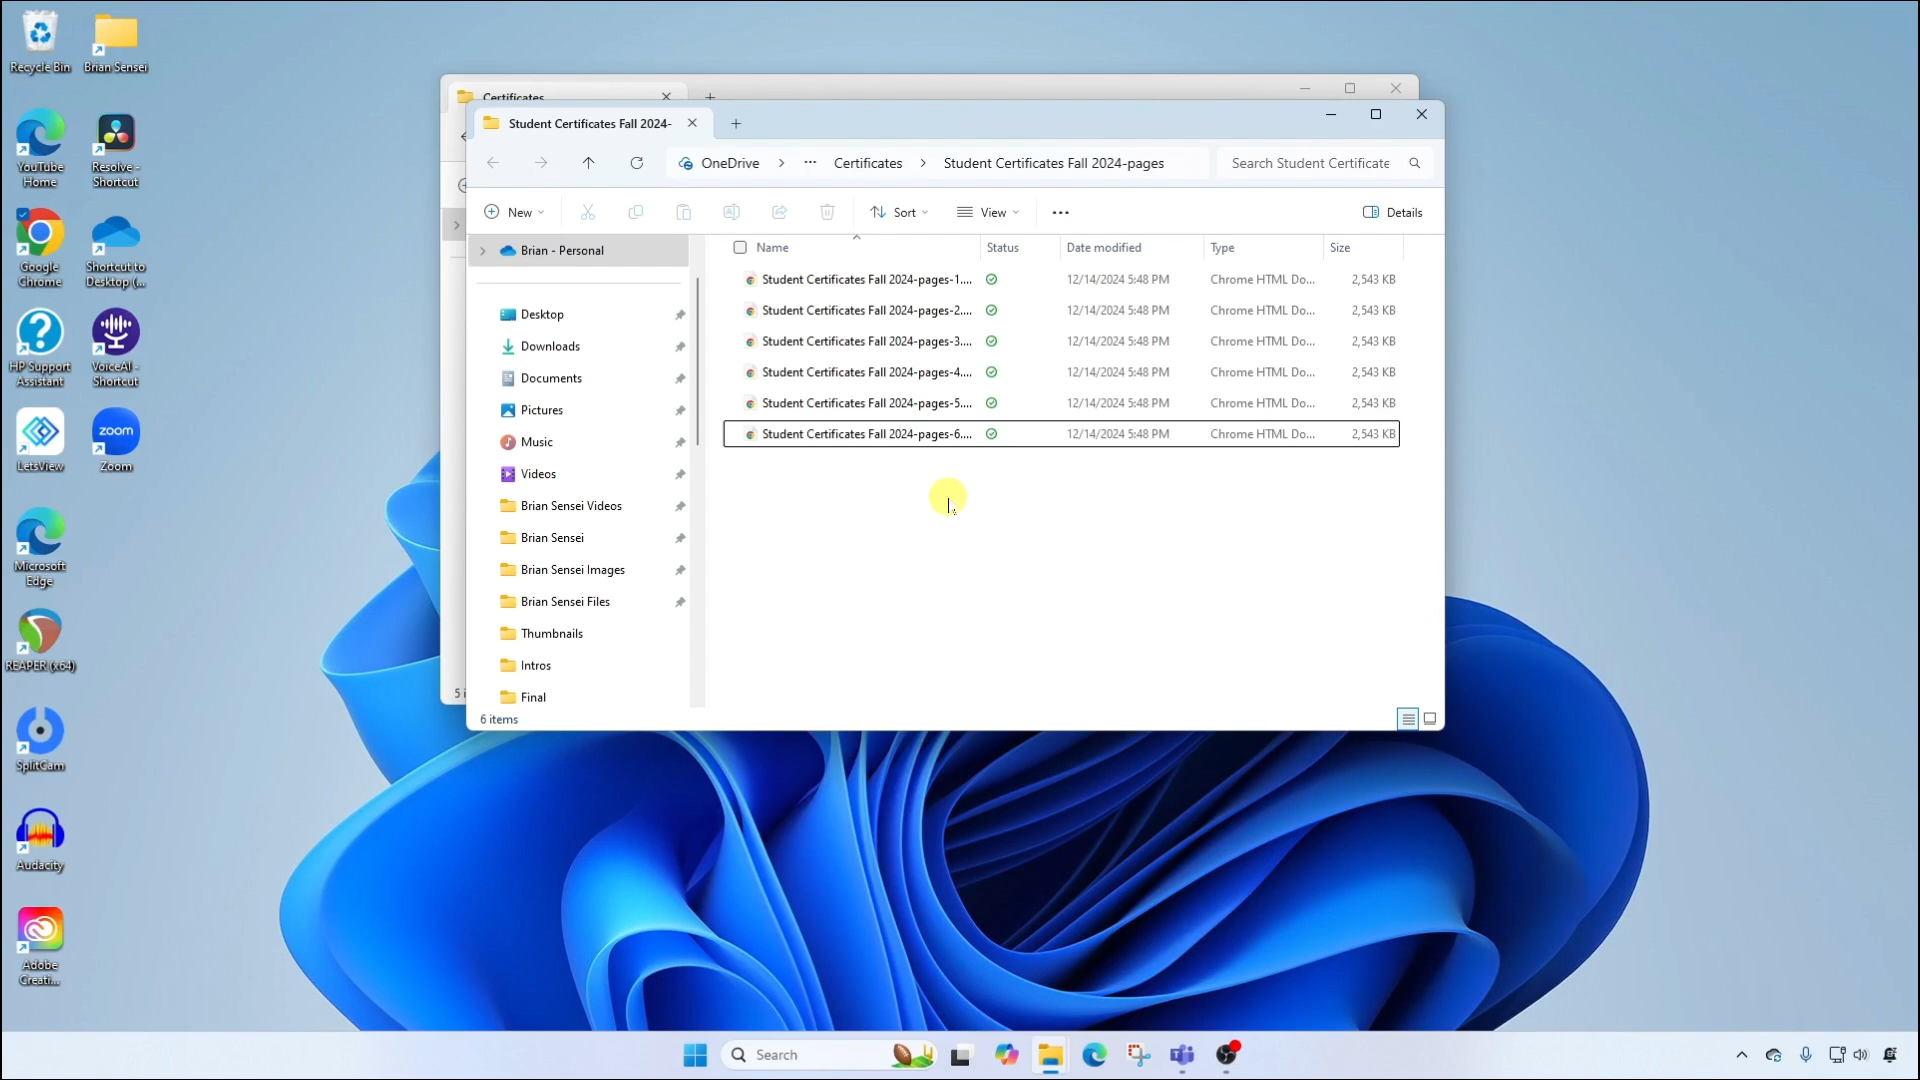 Recycle Bin
Brian Sensei
YouTube Home
Resolve - Shortcut
Google Chrome
Shortcut to Desktop (...
HP Support Assistant
VoiceAI - Shortcut
LetsView
zoom
Zoom
Microsoft Edge
REAPER (x64)
SplitCam
Audacity
Adobe Creati...
Certificates
Student Certificates Fall 2024-
OneDrive > ... Certificates > Student Certificates Fall 2024-pages
Search Student Certificate
New
Sort
View
Details
Brian - Personal
Desktop
Downloads
Documents
Pictures
Music
Videos
Brian Sensei Videos
Brian Sensei
Brian Sensei Images
Brian Sensei Files
Thumbnails
Intros
Final
Name Status Date modified Type Size
Student Certificates Fall 2024-pages-1.... 12/14/2024 5:48 PM Chrome HTML Do... 2,543 KB
Student Certificates Fall 2024-pages-2.... 12/14/2024 5:48 PM Chrome HTML Do... 2,543 KB
Student Certificates Fall 2024-pages-3.... 12/14/2024 5:48 PM Chrome HTML Do... 2,543 KB
Student Certificates Fall 2024-pages-4.... 12/14/2024 5:48 PM Chrome HTML Do... 2,543 KB
Student Certificates Fall 2024-pages-5.... 12/14/2024 5:48 PM Chrome HTML Do... 2,543 KB
Student Certificates Fall 2024-pages-6.... 12/14/2024 5:48 PM Chrome HTML Do... 2,543 KB
5 i
6 items
Search